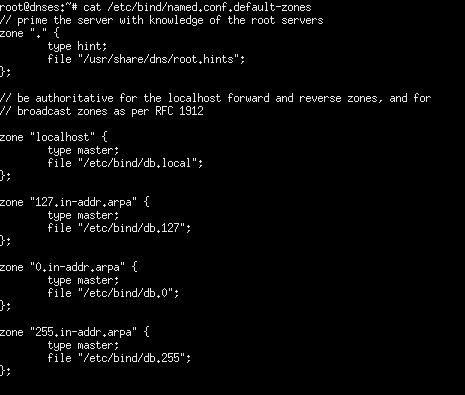 root@dnses:~# cat /etc/bind/named.conf.default-zones
// prime the server with knowledge of the root servers
zone "." {
        type hint;
        file "/usr/share/dns/root.hints";
};

// be authoritative for the localhost forward and reverse zones, and for
// broadcast zones as per RFC 1912

zone "localhost" {
        type master;
        file "/etc/bind/db.local";
};

zone "127.in-addr.arpa" {
        type master;
        file "/etc/bind/db.127";
};

zone "0.in-addr.arpa" {
        type master;
        file "/etc/bind/db.0";
};

zone "255.in-addr.arpa" {
        type master;
        file "/etc/bind/db.255";
};